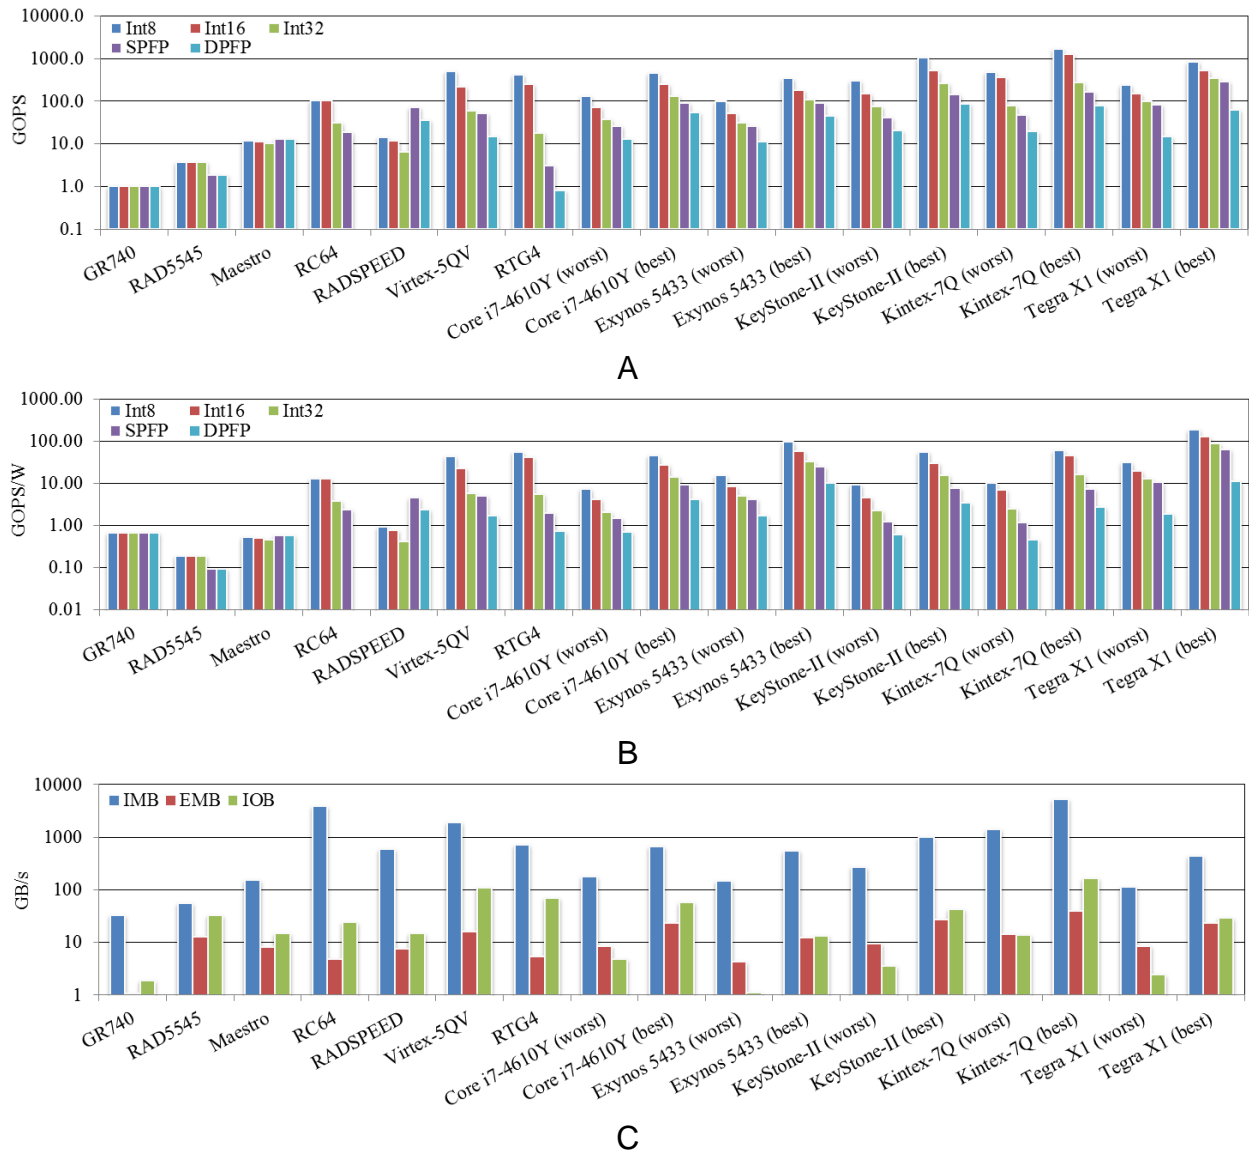 10000.0
1000.0
100.0
10.0
1.0
0.1
GOPS
Int8 Int16 Int32
SPFP DPFP
GR740
RAD5545
Maestro
RC64
RADSPEED
Virtex-5QV
RTG4
Core i7-4610Y (worst)
Core i7-4610Y (best)
Exynos 5433 (worst)
Exynos 5433 (best)
KeyStone-II (worst)
KeyStone-II (best)
Kintex-7Q (worst)
Kintex-7Q (best)
Tegra X1 (worst)
Tegra X1 (best)
A
1000.00
100.00
10.00
1.00
0.10
0.01
GOPS/W
Int8 Int16 Int32
SPFP DPFP
GR740
RAD5545
Maestro
RC64
RADSPEED
Virtex-5QV
RTG4
Core i7-4610Y (worst)
Core i7-4610Y (best)
Exynos 5433 (worst)
Exynos 5433 (best)
KeyStone-II (worst)
KeyStone-II (best)
Kintex-7Q (worst)
Kintex-7Q (best)
Tegra X1 (worst)
Tegra X1 (best)
B
10000
1000
100
10
1
GB/s
IMB EMB IOB
GR740
RAD5545
Maestro
RC64
RADSPEED
Virtex-5QV
RTG4
Core i7-4610Y (worst)
Core i7-4610Y (best)
Exynos 5433 (worst)
Exynos 5433 (best)
KeyStone-II (worst)
KeyStone-II (best)
Kintex-7Q (worst)
Kintex-7Q (best)
Tegra X1 (worst)
Tegra X1 (best)
C